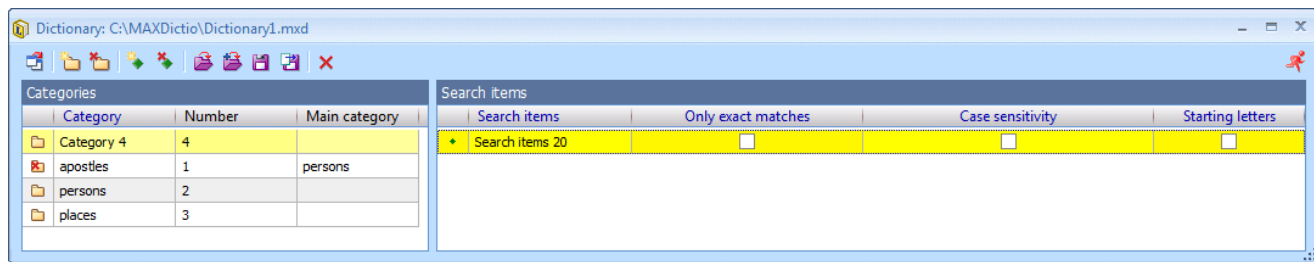 Dictionary: C:\MAXDictio\Dictionary1.mxd
Categories
Category Number Main category
Category 4 4
apostles 1 persons
persons 2
places 3
Search items
Search items Only exact matches Case sensitivity Starting letters
Search items 20